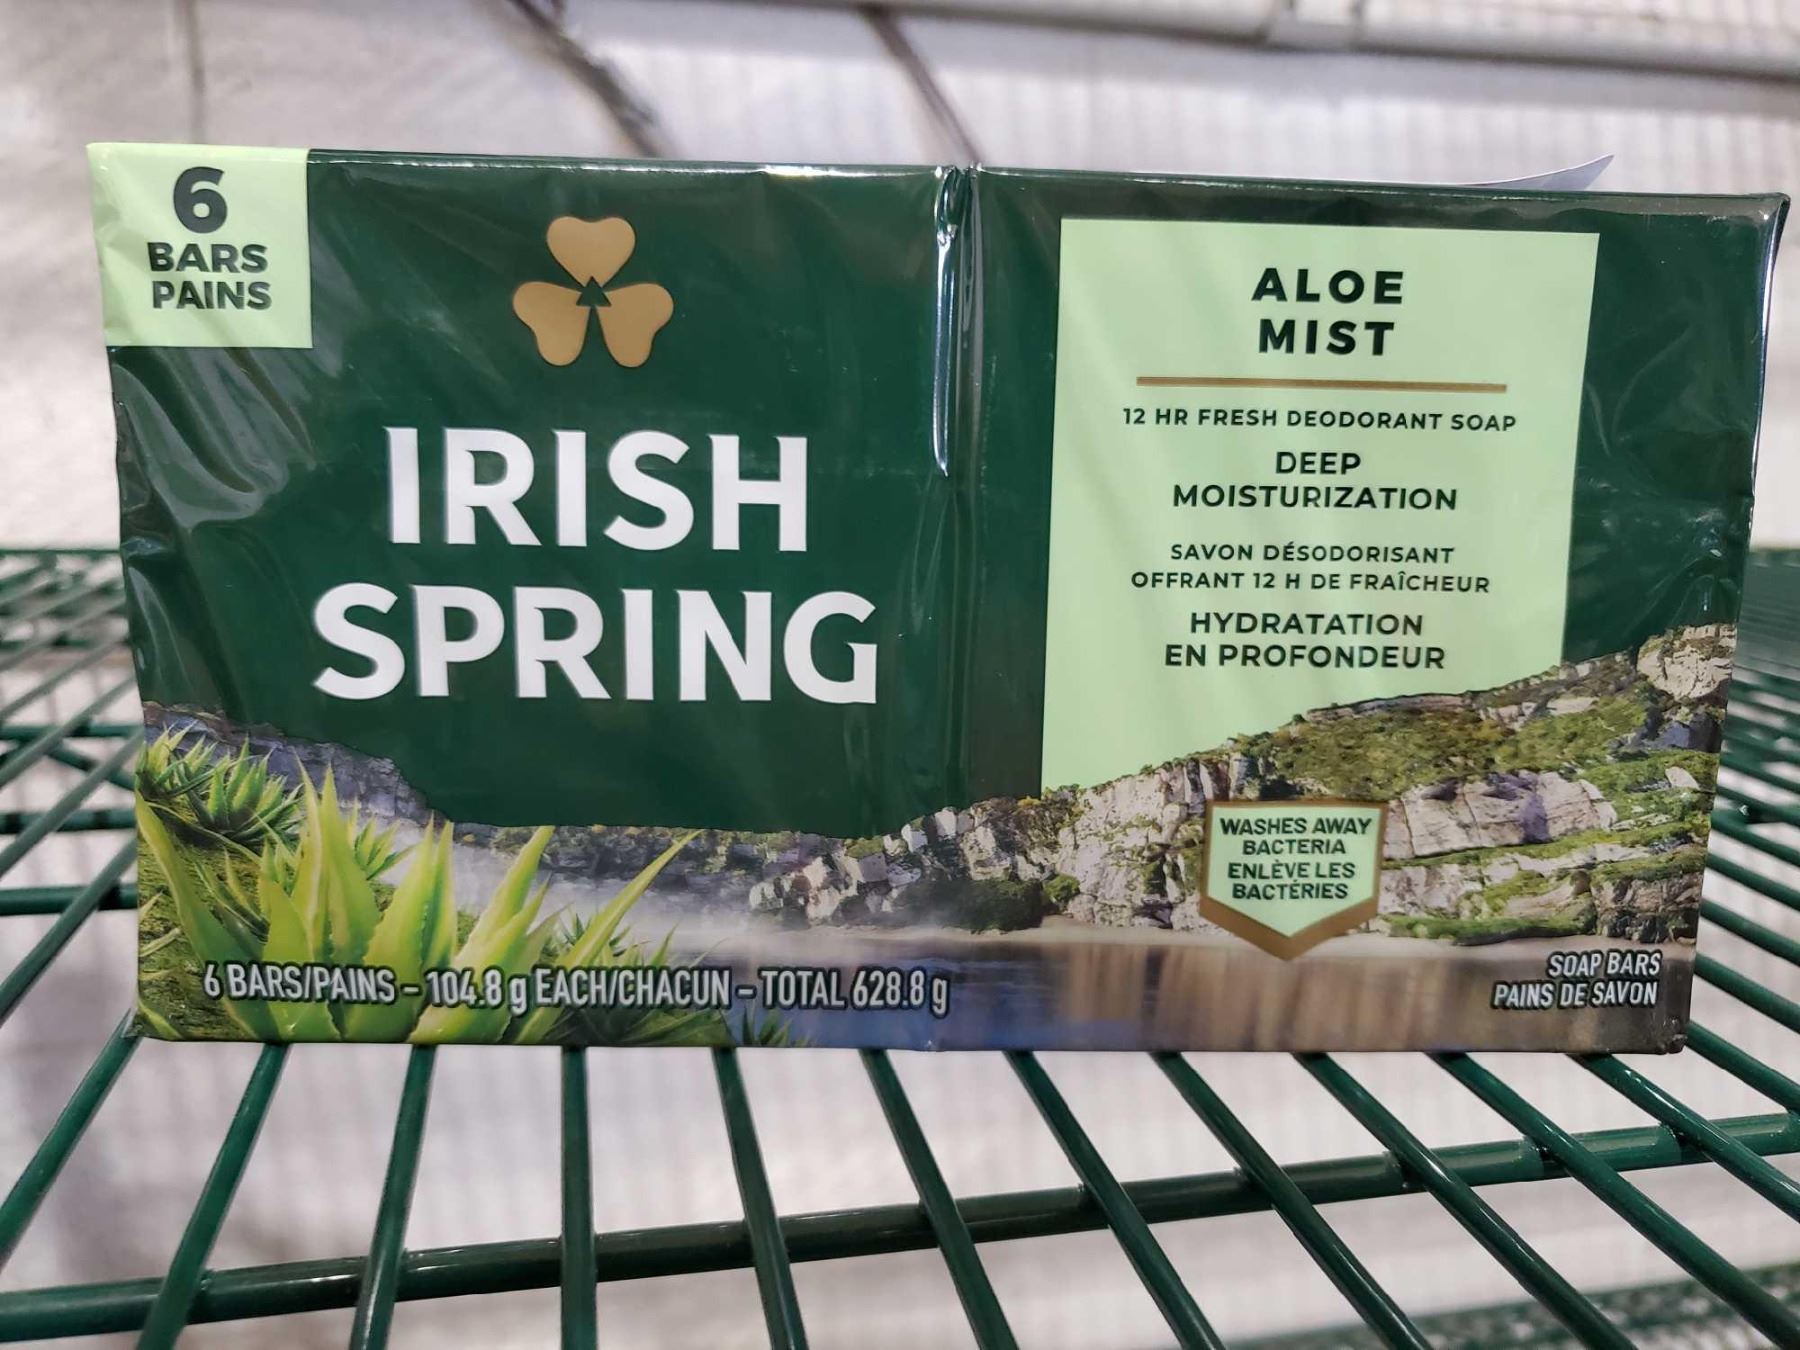 6
BARS
PAINS
IRISH
SPRING
ALOE
MIST
12 HR FRESH DEODORANT SOAP
DEEP
MOISTURIZATION
SAVON DÉSODORISANT
OFFRANT 12 H DE FRAÎCHEUR
HYDRATATION
EN PROFONDEUR
WASHES AWAY
BACTERIA
ENLÈVE LES
BACTÉRIES
6 BARS/PAINS – 104.8 g EACH/CHACUN – TOTAL 628.8 g
SOAP BARS
PAINS DE SAVON